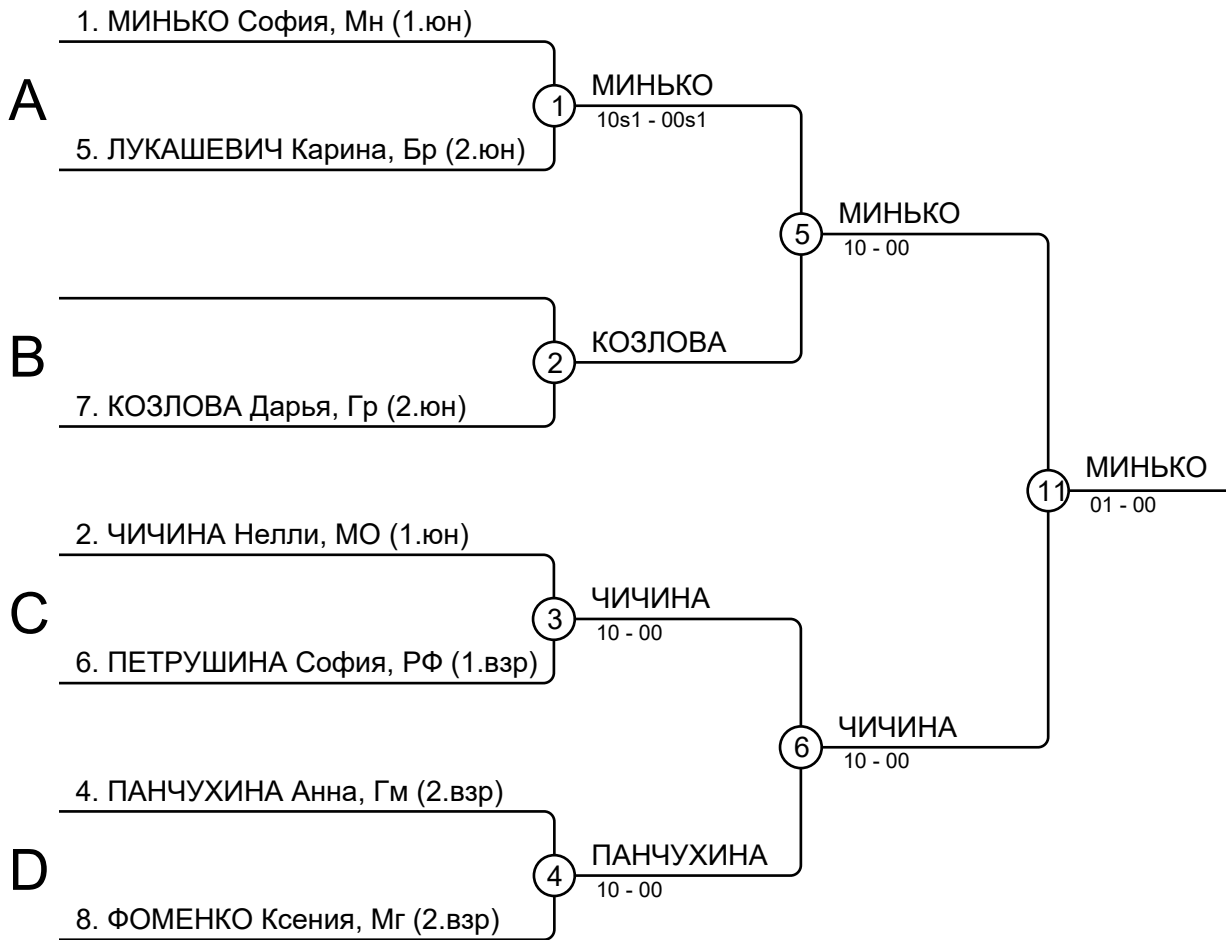 1. МИНЬКО София, Мн (1.юн)
A
1
МИНЬКО
10s1 - 00s1
5. ЛУКАШЕВИЧ Карина, Бр (2.юн)
5
МИНЬКО
10 - 00
B
2
КОЗЛОВА
7. КОЗЛОВА Дарья, Гр (2.юн)
11
МИНЬКО
01 - 00
2. ЧИЧИНА Нелли, МО (1.юн)
C
3
ЧИЧИНА
10 - 00
6. ПЕТРУШИНА София, РФ (1.взр)
6
ЧИЧИНА
10 - 00
4. ПАНЧУХИНА Анна, Гм (2.взр)
D
4
ПАНЧУХИНА
10 - 00
8. ФОМЕНКО Ксения, Мг (2.взр)